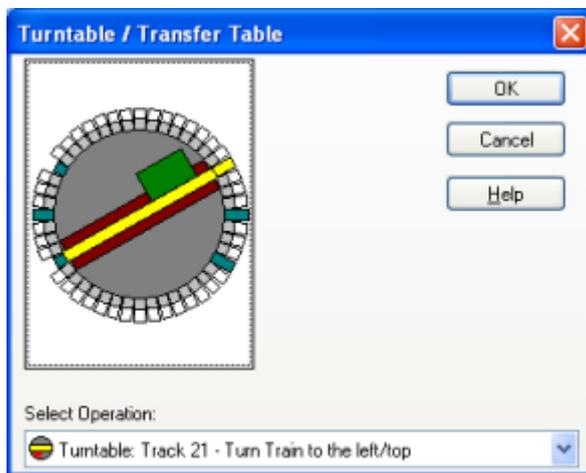 Turntable / Transfer Table
OK
Cancel
Help
Select Operation:
Turntable: Track 21 - Turn Train to the left/top